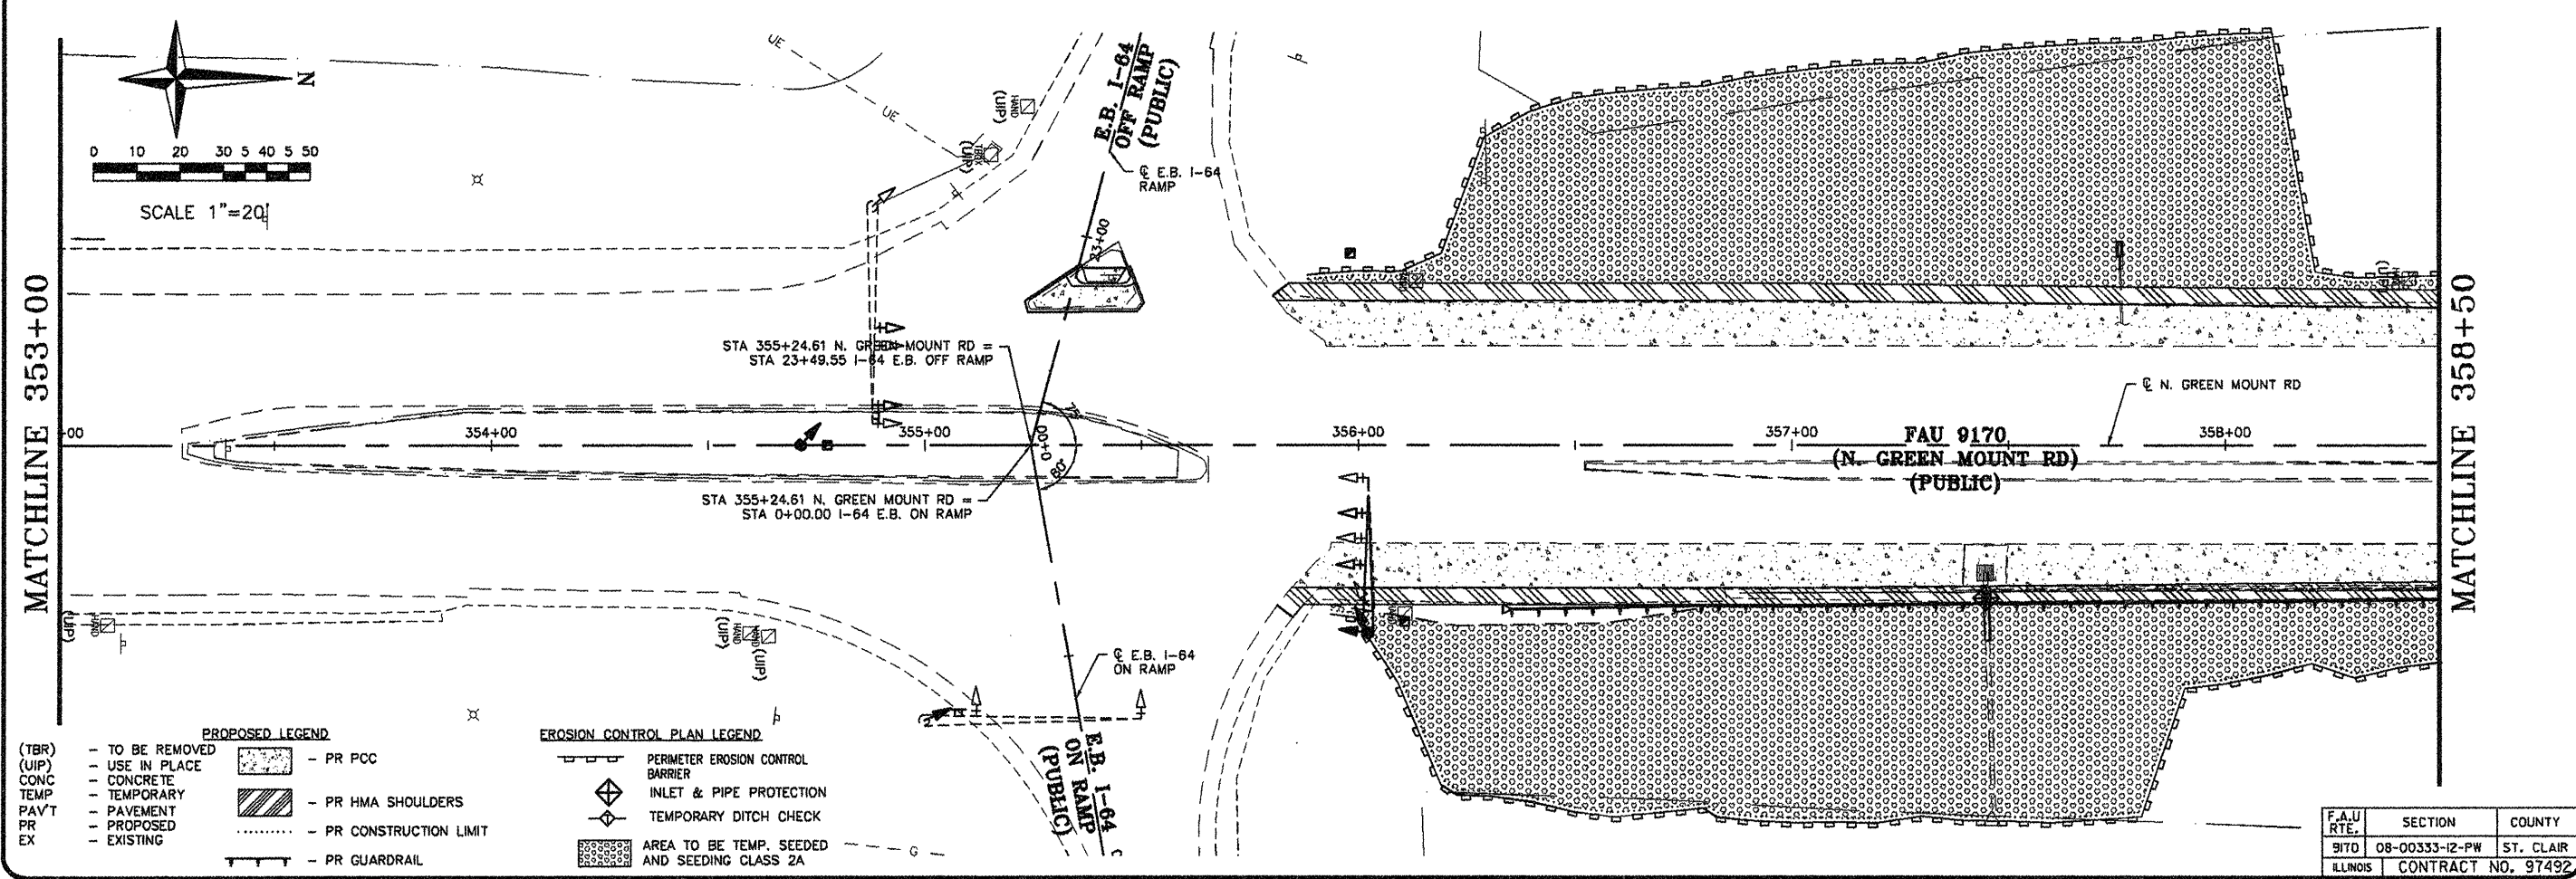 N
0 10 20 30 5 40 5 50
SCALE 1"=20'
MATCHLINE 353+00
MATCHLINE 358+50
UE
UE
HAND
(UIP)
(UIP)
E.B. I-64
OFF RAMP
(PUBLIC)
℄ E.B. I-64
RAMP
23+00
STA 355+24.61 N. GREEN MOUNT RD =
STA 23+49.55 I-64 E.B. OFF RAMP
+00
354+00
355+00
0+00
80°
356+00
357+00
358+00
℄ N. GREEN MOUNT RD
FAU 9170
(N. GREEN MOUNT RD)
(PUBLIC)
STA 355+24.61 N. GREEN MOUNT RD =
STA 0+00.00 I-64 E.B. ON RAMP
(UIP)
HAND
(UIP)
HAND
HAND
(UIP)
(UIP)
℄ E.B. I-64
ON RAMP
E.B. I-64
ON RAMP
(PUBLIC)
G
PROPOSED LEGEND
(TBR) - TO BE REMOVED
(UIP) - USE IN PLACE
CONC - CONCRETE
TEMP - TEMPORARY
PAV'T - PAVEMENT
PR - PROPOSED
EX - EXISTING
- PR PCC
- PR HMA SHOULDERS
- PR CONSTRUCTION LIMIT
- PR GUARDRAIL
EROSION CONTROL PLAN LEGEND
PERIMETER EROSION CONTROL
BARRIER
INLET & PIPE PROTECTION
TEMPORARY DITCH CHECK
AREA TO BE TEMP. SEEDED
AND SEEDING CLASS 2A
F.A.U
RTE. SECTION COUNTY
9170 08-00333-12-PW ST. CLAIR
ILLINOIS CONTRACT NO. 97492